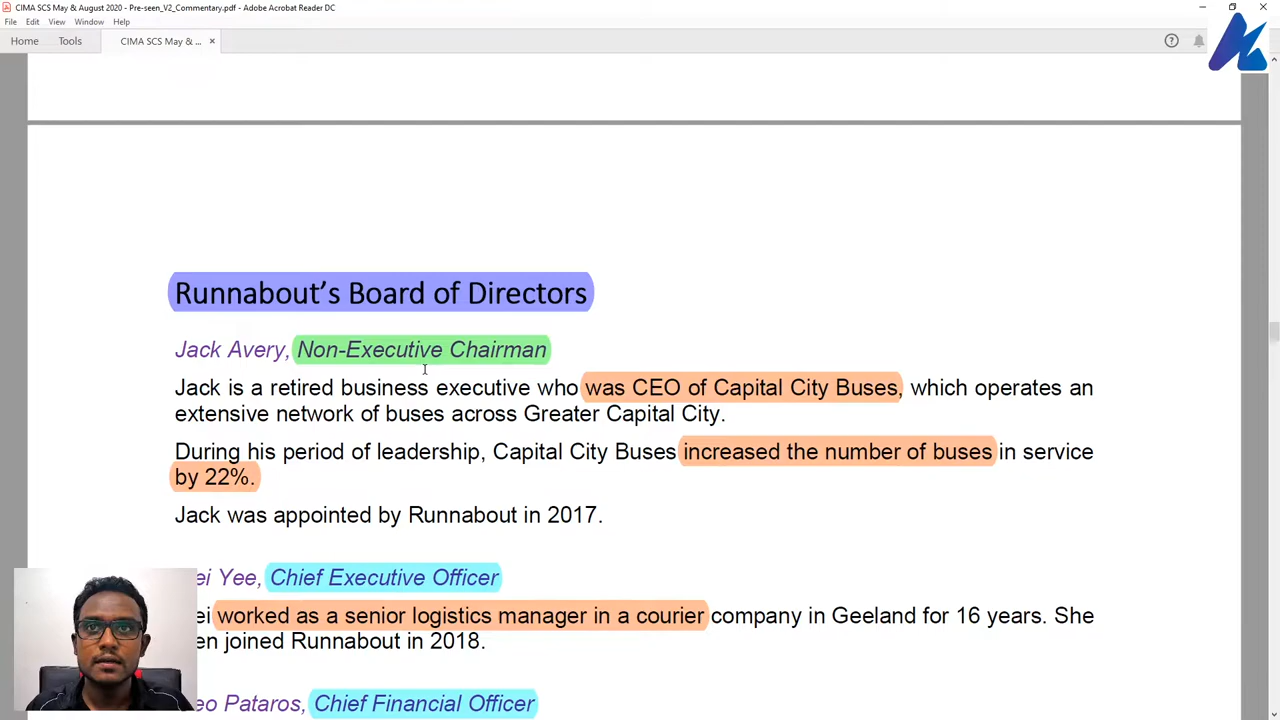 CIMA SCS May & August 2020 - Pre-seen_V2_Commentary.pdf - Adobe Acrobat Reader DC
File Edit View Window Help
Home Tools CIMA SCS May & ... ×
Runnabout's Board of Directors
Jack Avery, Non-Executive Chairman
Jack is a retired business executive who was CEO of Capital City Buses, which operates an
extensive network of buses across Greater Capital City.
During his period of leadership, Capital City Buses increased the number of buses in service
by 22%.
Jack was appointed by Runnabout in 2017.
Yee, Chief Executive Officer
worked as a senior logistics manager in a courier company in Geeland for 16 years. She
joined Runnabout in 2018.
Pataros, Chief Financial Officer